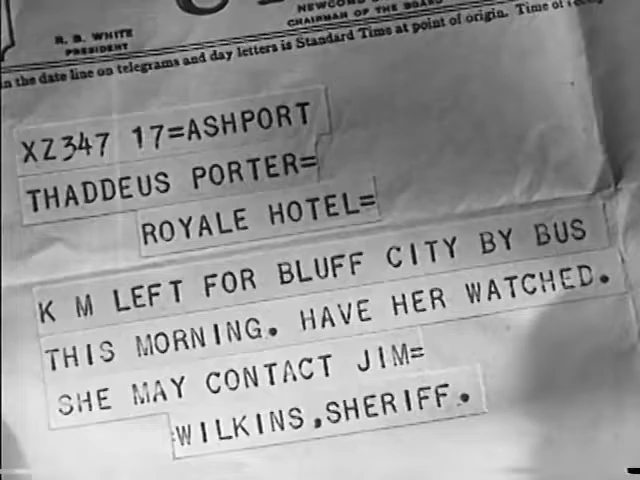 R. B. WHITE
PRESIDENT
NEWCOMB
CHAIRMAN OF THE BOARD
in the date line on telegrams and day letters is Standard Time at point of origin. Time of
XZ347 17=ASHPORT
THADDEUS PORTER=
ROYALE HOTEL=
K M LEFT FOR BLUFF CITY BY BUS
THIS MORNING. HAVE HER WATCHED.
SHE MAY CONTACT JIM=
WILKINS,SHERIFF.